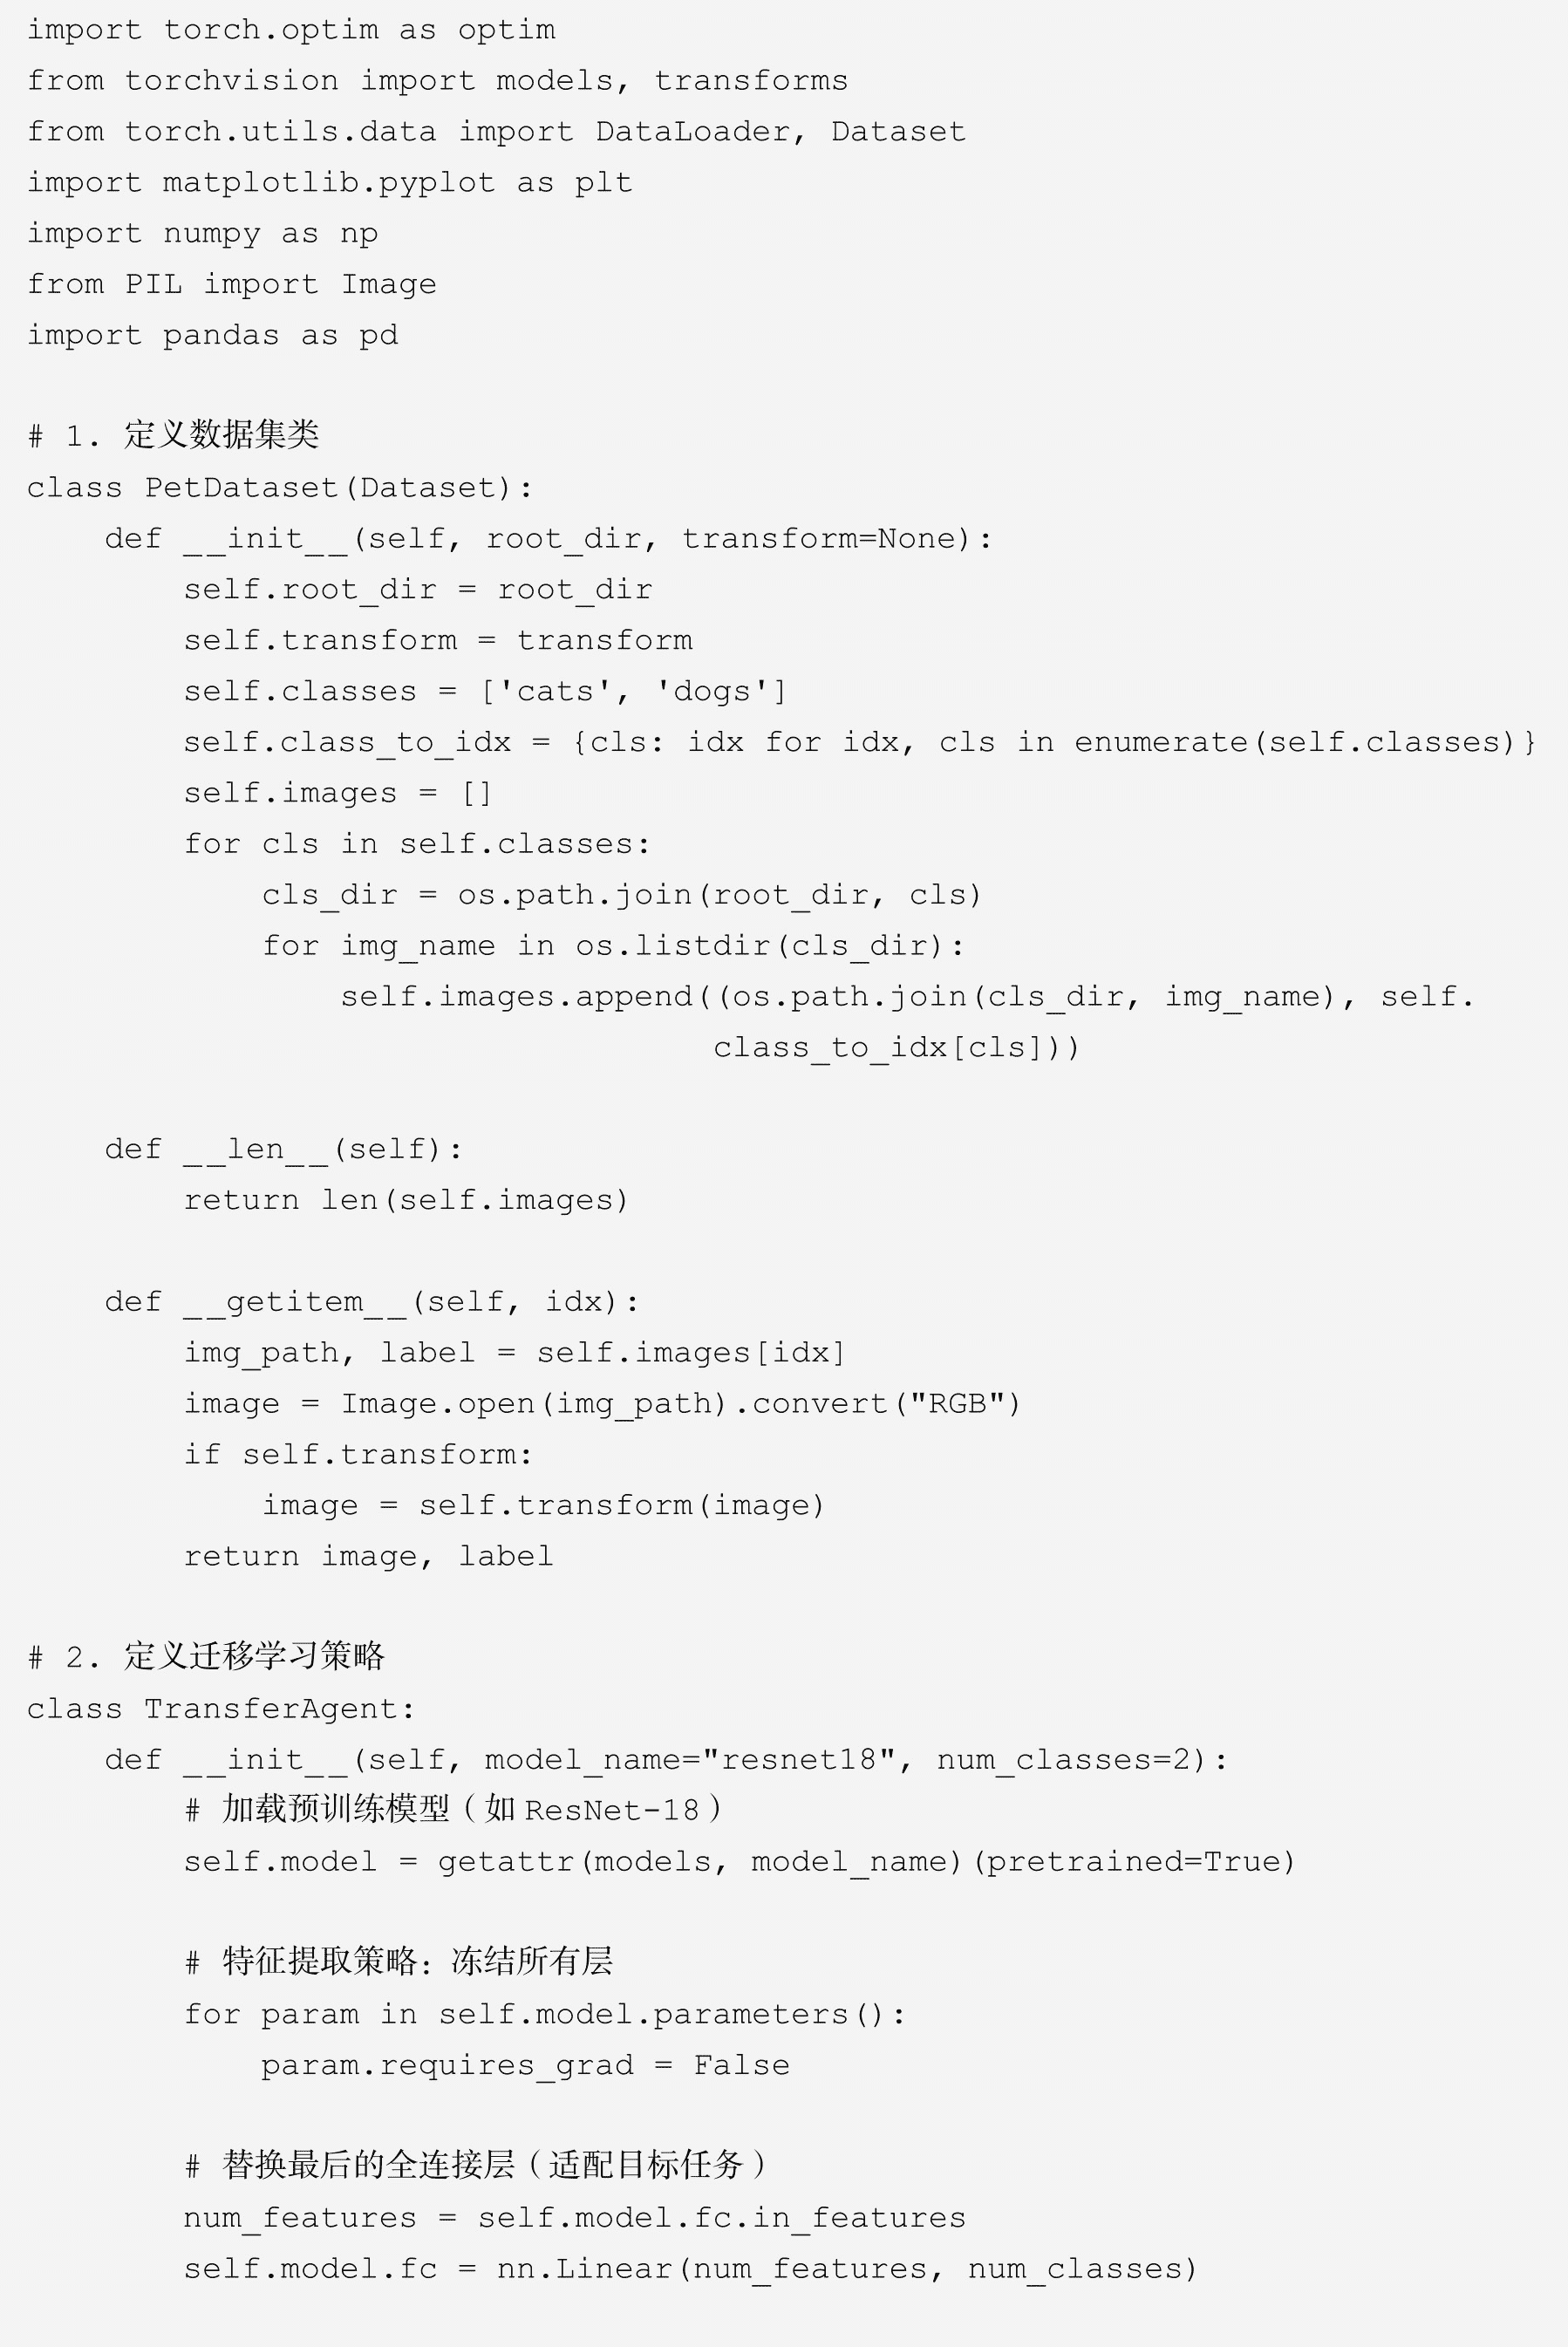 import torch.optim as optim
from torchvision import models, transforms
from torch.utils.data import DataLoader, Dataset
import matplotlib.pyplot as plt
import numpy as np
from PIL import Image
import pandas as pd

# 1. 定义数据集类
class PetDataset(Dataset):
    def __init__(self, root_dir, transform=None):
        self.root_dir = root_dir
        self.transform = transform
        self.classes = ['cats', 'dogs']
        self.class_to_idx = {cls: idx for idx, cls in enumerate(self.classes)}
        self.images = []
        for cls in self.classes:
            cls_dir = os.path.join(root_dir, cls)
            for img_name in os.listdir(cls_dir):
                self.images.append((os.path.join(cls_dir, img_name), self.
                                   class_to_idx[cls]))

    def __len__(self):
        return len(self.images)

    def __getitem__(self, idx):
        img_path, label = self.images[idx]
        image = Image.open(img_path).convert("RGB")
        if self.transform:
            image = self.transform(image)
        return image, label

# 2. 定义迁移学习策略
class TransferAgent:
    def __init__(self, model_name="resnet18", num_classes=2):
        # 加载预训练模型（如 ResNet-18）
        self.model = getattr(models, model_name)(pretrained=True)

        # 特征提取策略：冻结所有层
        for param in self.model.parameters():
            param.requires_grad = False

        # 替换最后的全连接层（适配目标任务）
        num_features = self.model.fc.in_features
        self.model.fc = nn.Linear(num_features, num_classes)